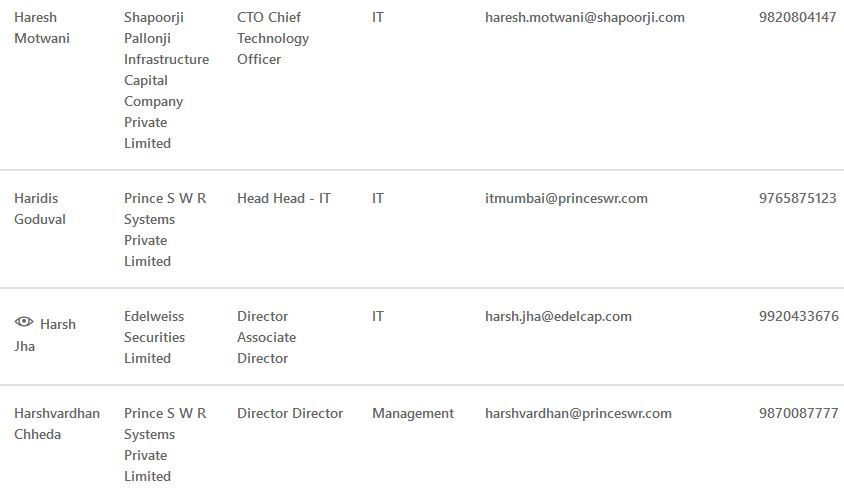 Haresh Motwani Shapoorji Pallonji Infrastructure Capital Company Private Limited CTO Chief Technology Officer IT haresh.motwani@shapoorji.com 9820804147
Haridis Goduval Prince S W R Systems Private Limited Head Head - IT IT itmumbai@princeswr.com 9765875123
Harsh Jha Edelweiss Securities Limited Director Associate Director IT harsh.jha@edelcap.com 9920433676
Harshvardhan Chheda Prince S W R Systems Private Limited Director Director Management harshvardhan@princeswr.com 9870087777